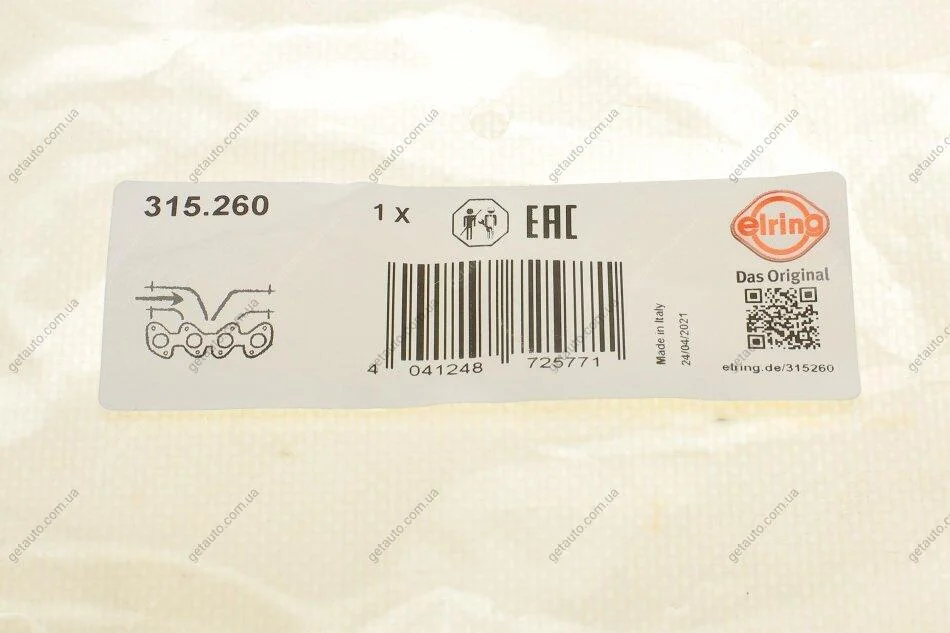 315.260
1 x
EAC
elring
Das Original
4 041248 725771
Made in Italy
24/04/2021
elring.de/315260
getauto.com.ua